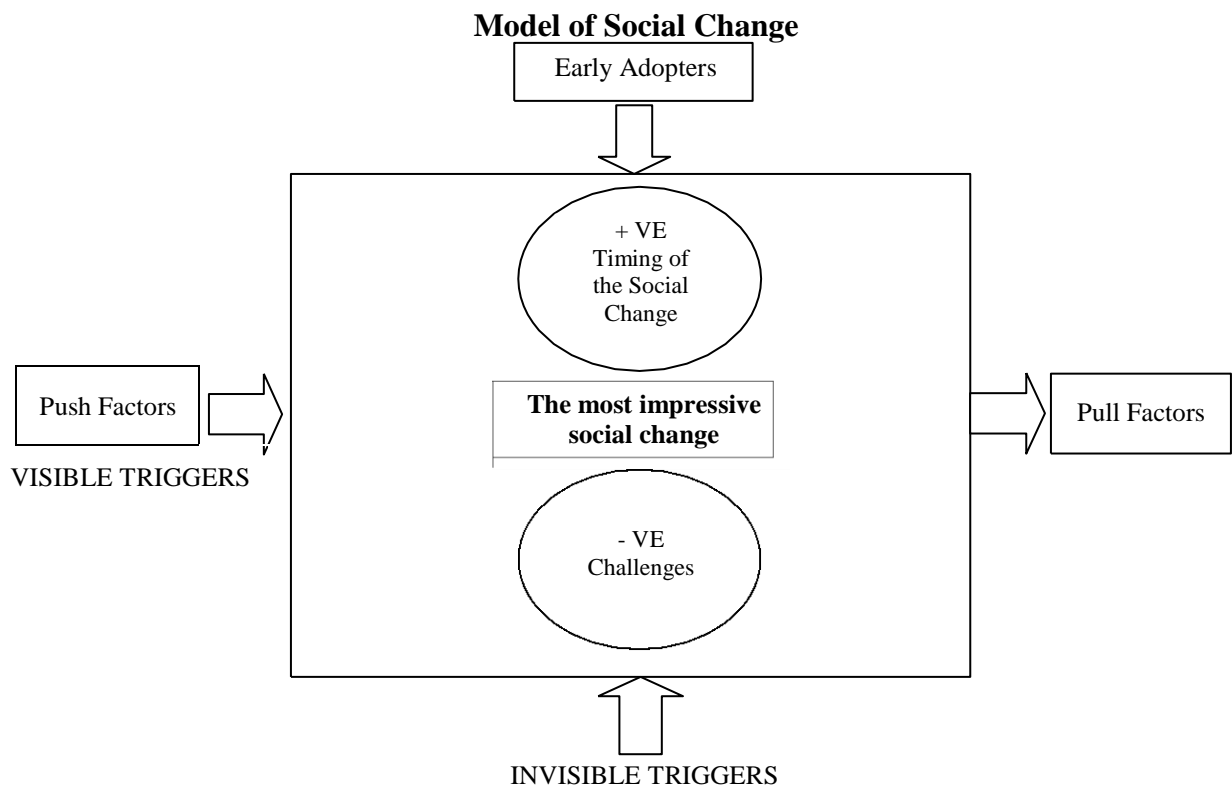 Model of Social Change
Early Adopters
+ VE
Timing of
the Social
Change
Push Factors
VISIBLE TRIGGERS
The most impressive
social change
Pull Factors
- VE
Challenges
INVISIBLE TRIGGERS